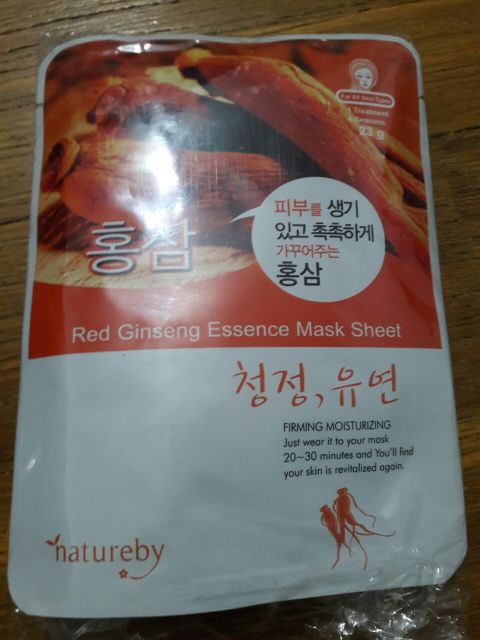 For All Skin Types
1 Treatment
4 Seasons
23 g
피부를 생기
있고 촉촉하게
가꾸어주는
홍삼
홍삼
Red Ginseng Essence Mask Sheet
청정, 유연
FIRMING MOISTURIZING
Just wear it to your mask
20~30 minutes and You'll find
your skin is revitalized again.
natureby